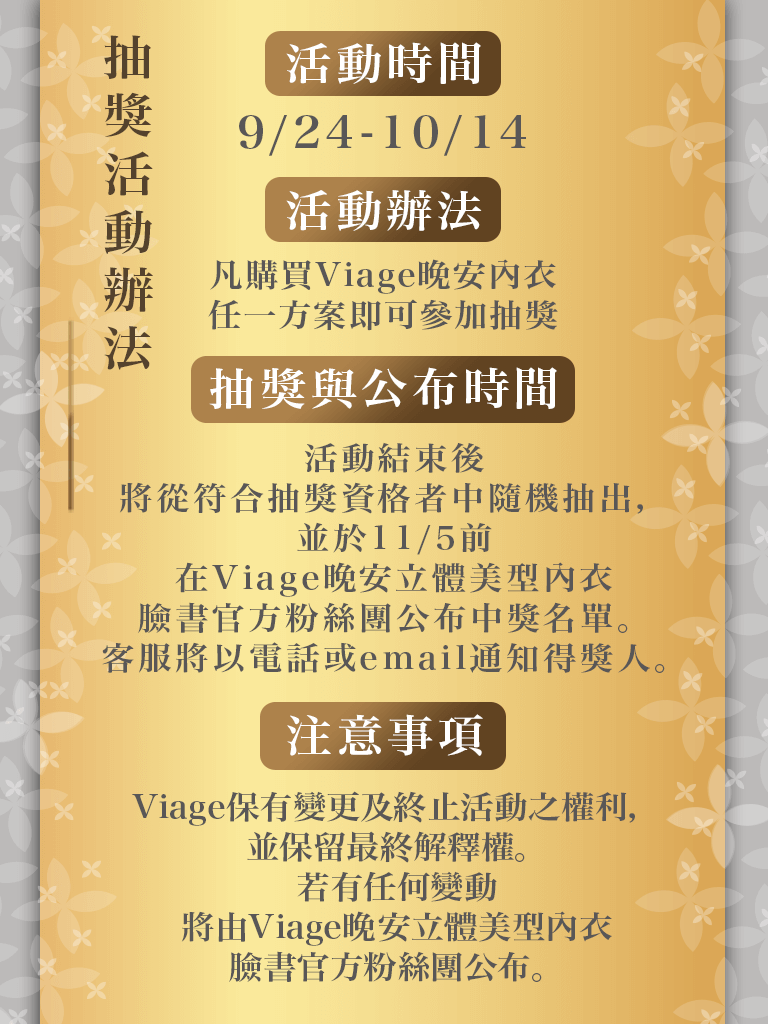 抽獎活動辦法
活動時間
9/24-10/14
活動辦法
凡購買Viage晚安內衣
任一方案即可參加抽獎
抽獎與公布時間
活動結束後
將從符合抽獎資格者中隨機抽出,
並於11/5前
在Viage晚安立體美型內衣
臉書官方粉絲團公布中獎名單。
客服將以電話或email通知得獎人。
注意事項
Viage保有變更及終止活動之權利,
並保留最終解釋權。
若有任何變動
將由Viage晚安立體美型內衣
臉書官方粉絲團公布。